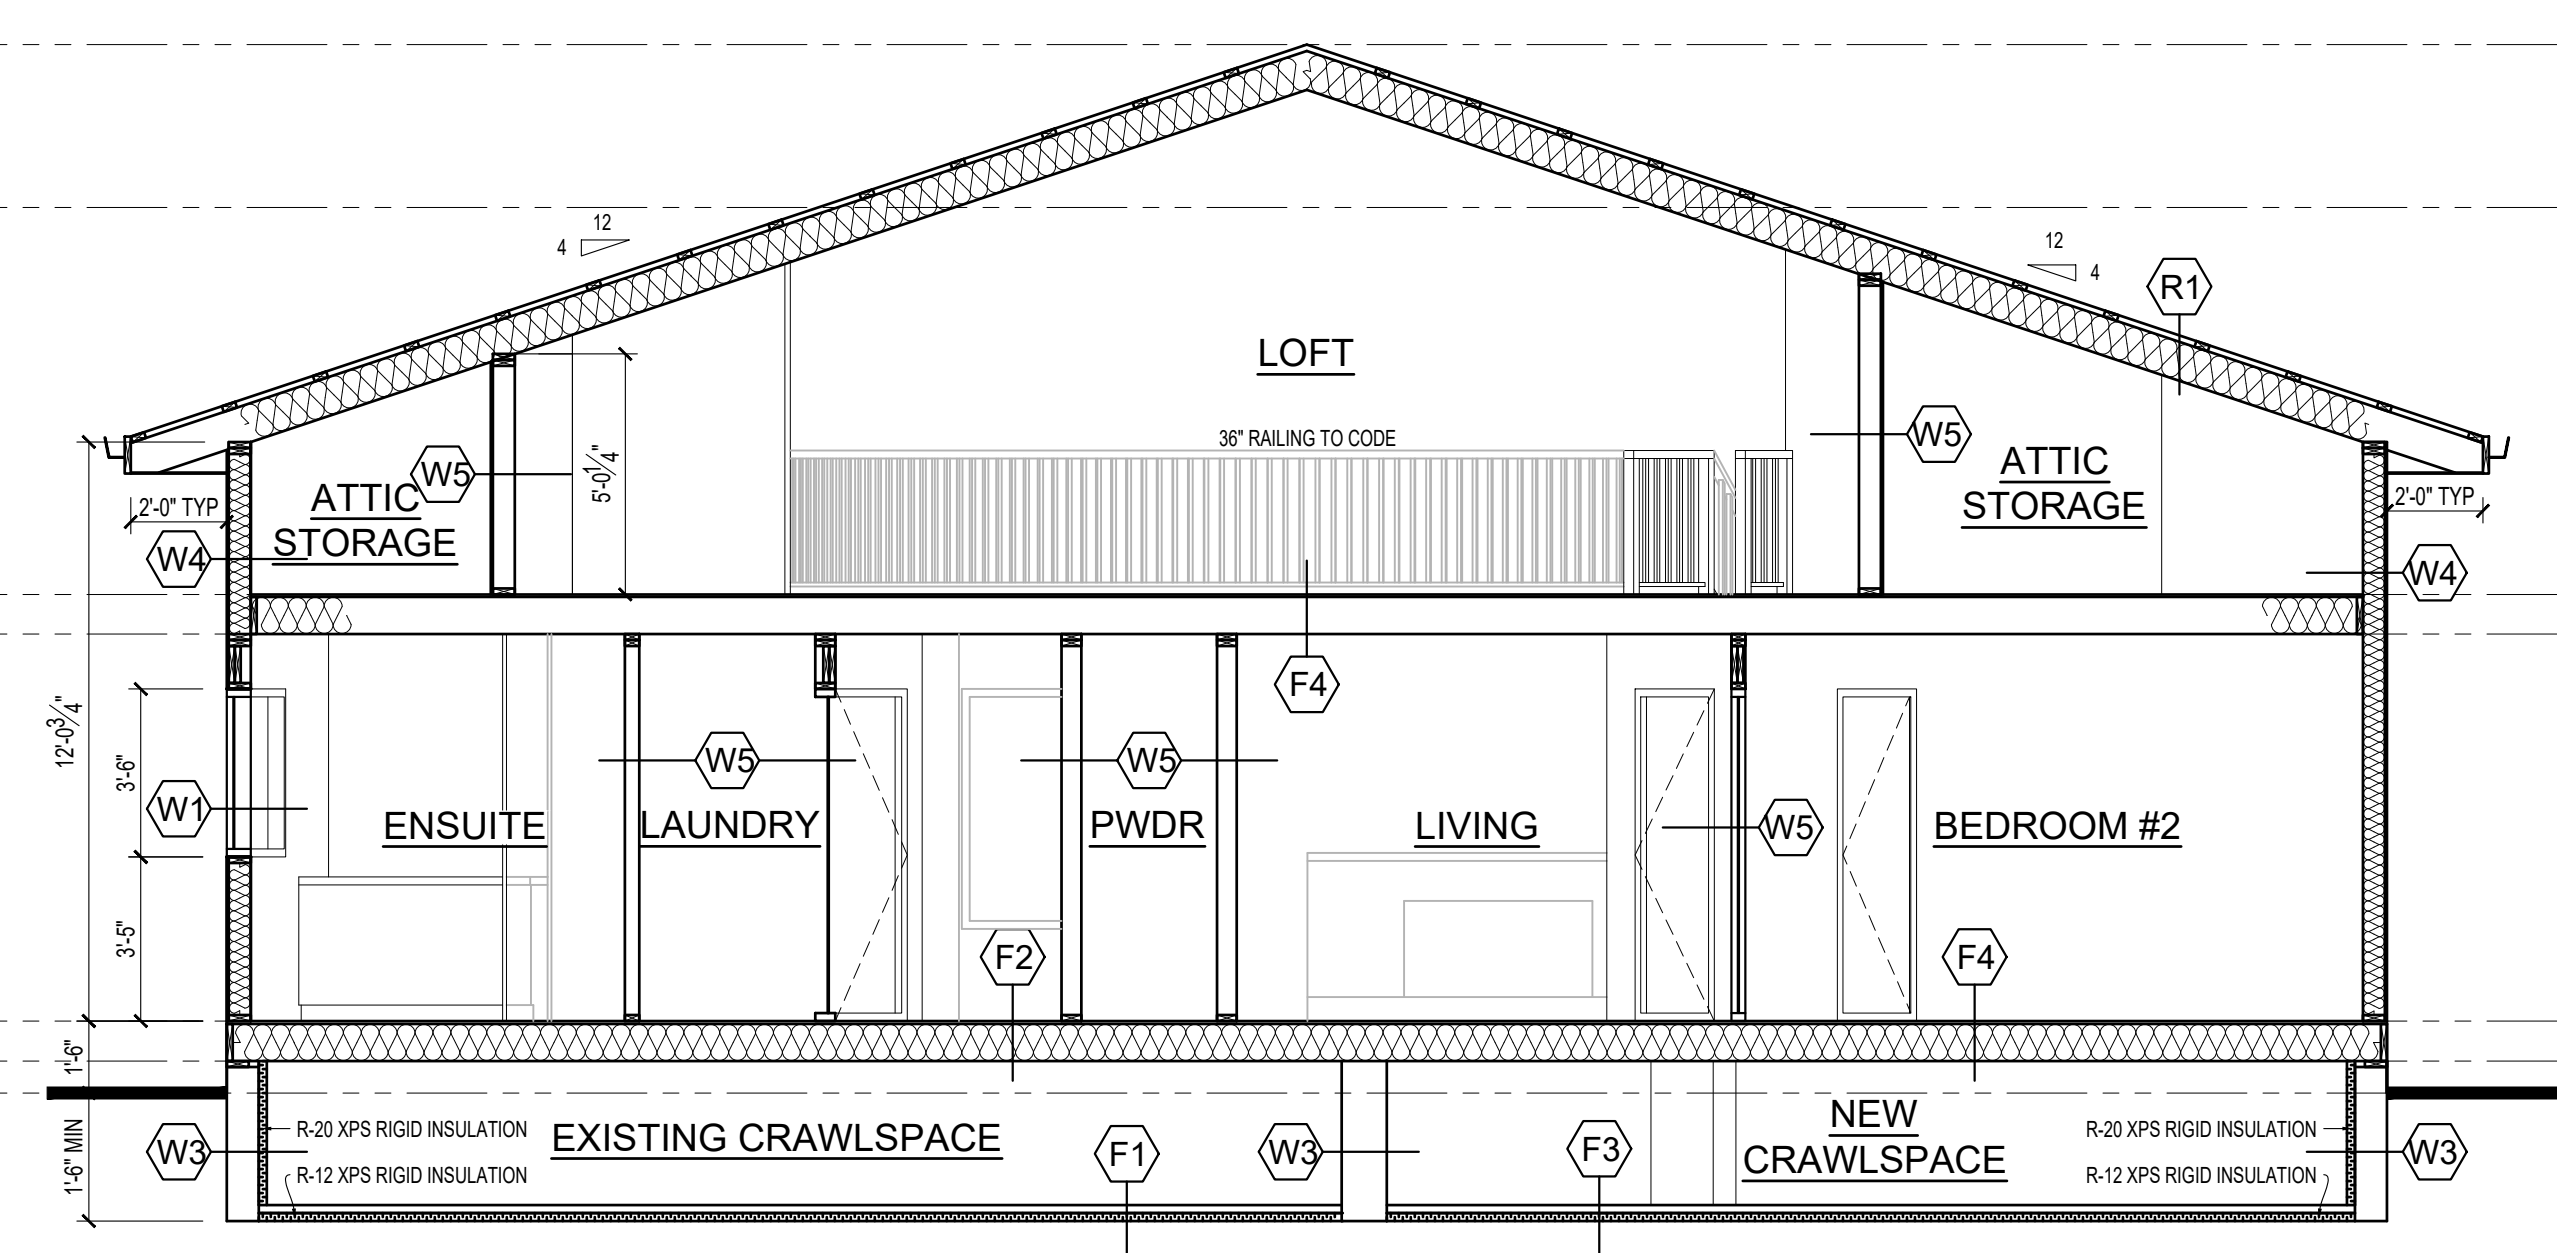 12
4
12
4
R1
LOFT
36" RAILING TO CODE
W5
5'-0 1/4"
W5
ATTIC
STORAGE
ATTIC
STORAGE
2'-0" TYP
2'-0" TYP
W4
W4
F4
12'-0 3/4"
3'-6"
W5
W5
W1
ENSUITE
LAUNDRY
PWDR
LIVING
W5
BEDROOM #2
3'-5"
F2
F4
1'-6"
1'-6" MIN
W3
R-20 XPS RIGID INSULATION
R-12 XPS RIGID INSULATION
EXISTING CRAWLSPACE
F1
W3
F3
NEW
CRAWLSPACE
R-20 XPS RIGID INSULATION
R-12 XPS RIGID INSULATION
W3